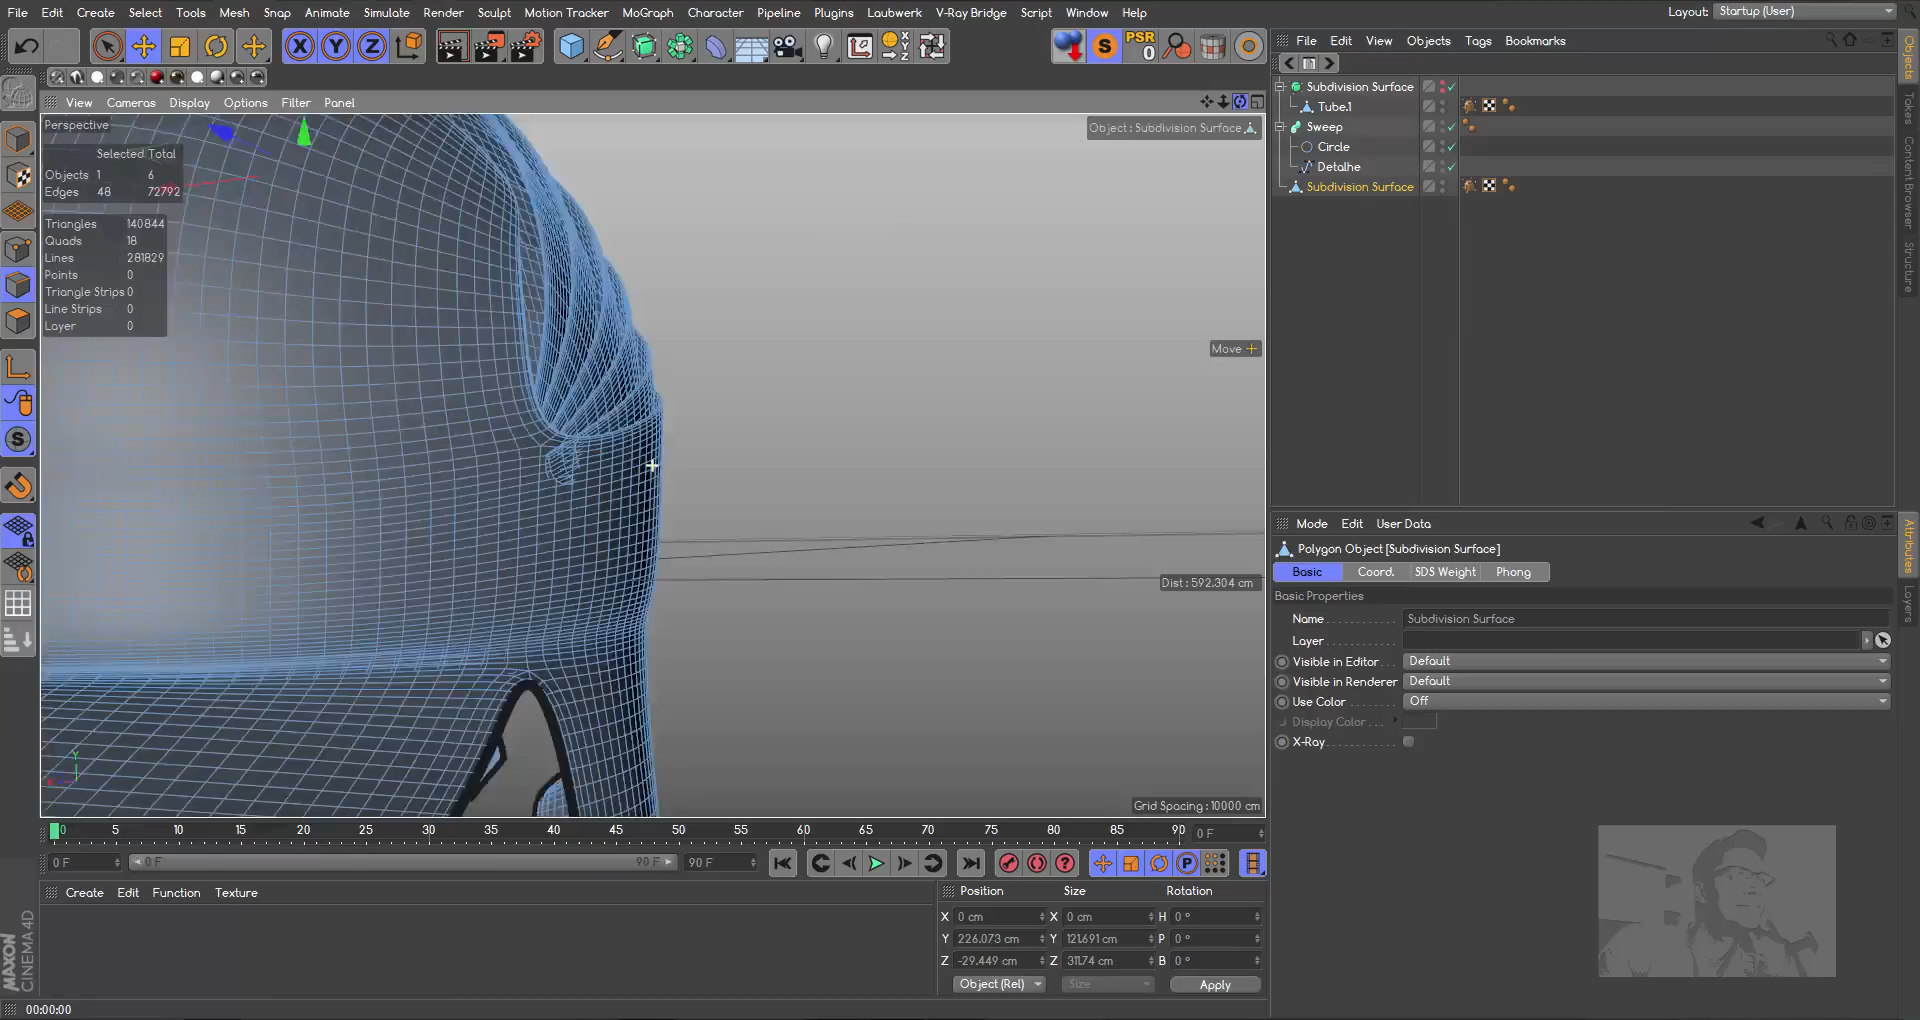 File Edit Create Select Tools Mesh Snap Animate Simulate Render Sculpt Motion Tracker MoGraph Character Pipeline Plugins Laubwerk V-Ray Bridge Script Window Help
Layout: Startup (User)
X Y Z
S PSR 0
File Edit View Objects Tags Bookmarks
View Cameras Display Options Filter Panel
Perspective
Object : Subdivision Surface
Selected Total
Objects 1 6
Edges 48 72792
Triangles 140844
Quads 18
Lines 281829
Points 0
Triangle Strips 0
Line Strips 0
Layer 0
Move
Dist : 592.304 cm
Grid Spacing : 10000 cm
Y
Subdivision Surface
Tube.1
Sweep
Circle
Detalhe
Subdivision Surface
Objects
Takes
Content Browser
Structure
Mode Edit User Data
Polygon Object [Subdivision Surface]
Basic Coord. SDS Weight Phong
Basic Properties
Name Subdivision Surface
Layer
Visible in Editor Default
Visible in Renderer Default
Use Color Off
Display Color
X-Ray
Attributes
Layers
0 5 10 15 20 25 30 35 40 45 50 55 60 65 70 75 80 85 90 0 F
0 F 0 F 90 F 90 F
P
Create Edit Function Texture
Position Size Rotation
X 0 cm X 0 cm H 0 °
Y 226.073 cm Y 121.691 cm P 0 °
Z -29.449 cm Z 311.74 cm B 0 °
Object (Rel) Size Apply
MAXON
CINEMA 4D
00:00:00